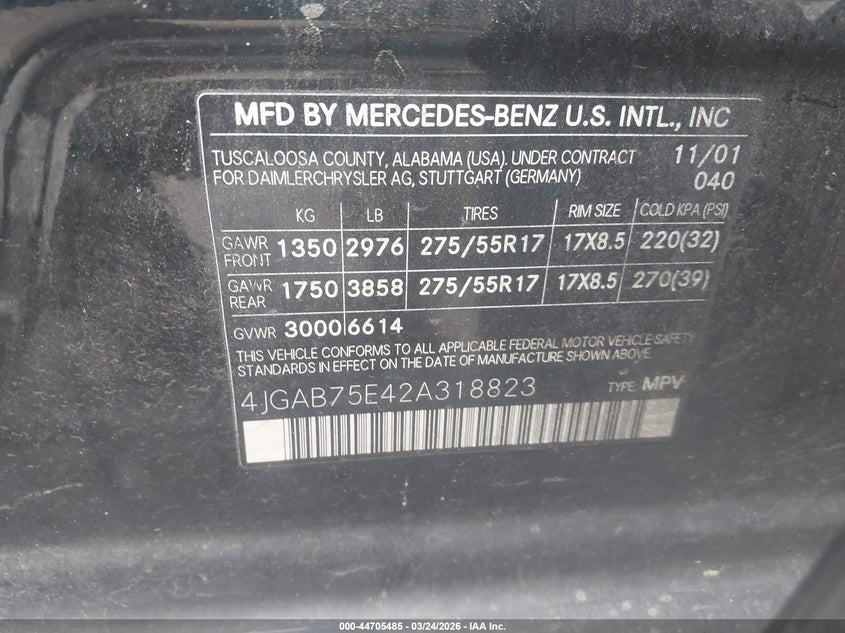 MFD BY MERCEDES-BENZ U.S. INTL., INC
TUSCALOOSA COUNTY, ALABAMA (USA). UNDER CONTRACT 11/01
FOR DAIMLERCHRYSLER AG, STUTTGART (GERMANY) 040
KG LB TIRES RIM SIZE COLD KPA (PSI)
GAWR FRONT 1350 2976 275/55R17 17X8.5 220(32)
GAWR REAR 1750 3858 275/55R17 17X8.5 270(39)
GVWR 3000 6614
THIS VEHICLE CONFORMS TO ALL APPLICABLE FEDERAL MOTOR VEHICLE SAFETY
STANDARDS IN EFFECT ON THE DATE OF MANUFACTURE SHOWN ABOVE.
4JGAB75E42A318823 TYPE: MPV
000-44705485 - 03/24/2026 - IAA Inc.